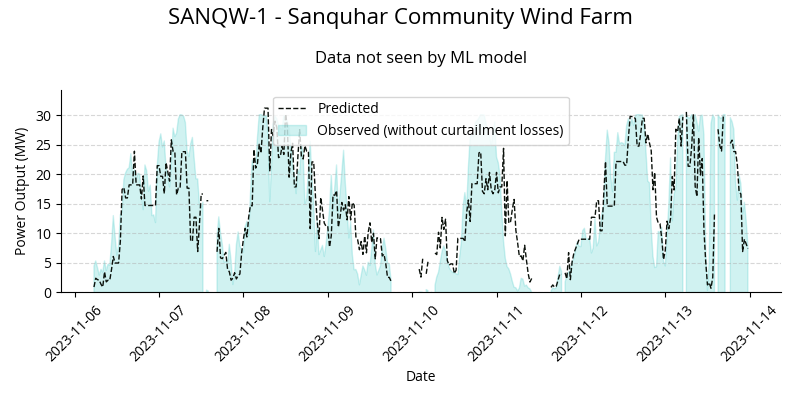 SANQW-1 - Sanquhar Community Wind Farm
Data not seen by ML model
Predicted
Observed (without curtailment losses)
Power Output (MW)
30
25
20
15
10
5
0
2023-11-06
2023-11-07
2023-11-08
2023-11-09
2023-11-10
2023-11-11
2023-11-12
2023-11-13
2023-11-14
Date